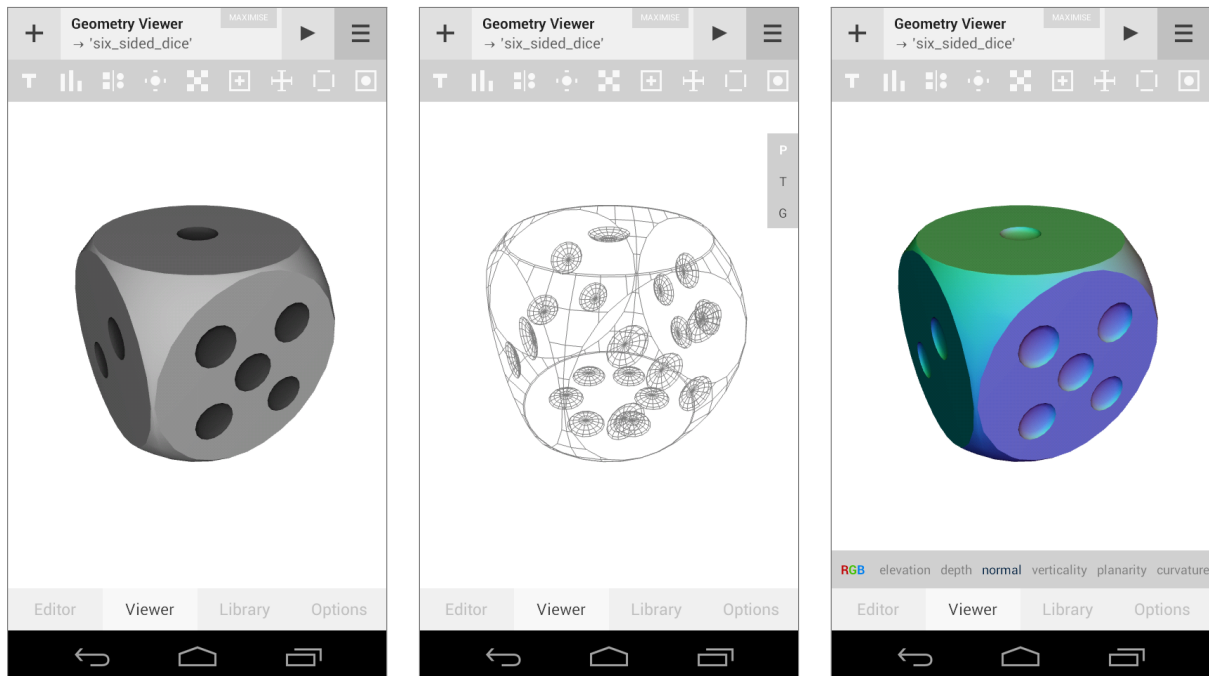 Geometry Viewer
→ 'six_sided_dice'
MAXIMISE
Editor
Viewer
Library
Options
Geometry Viewer
→ 'six_sided_dice'
MAXIMISE
P
T
G
Editor
Viewer
Library
Options
Geometry Viewer
→ 'six_sided_dice'
MAXIMISE
RGB elevation depth normal verticality planarity curvature
Editor
Viewer
Library
Options